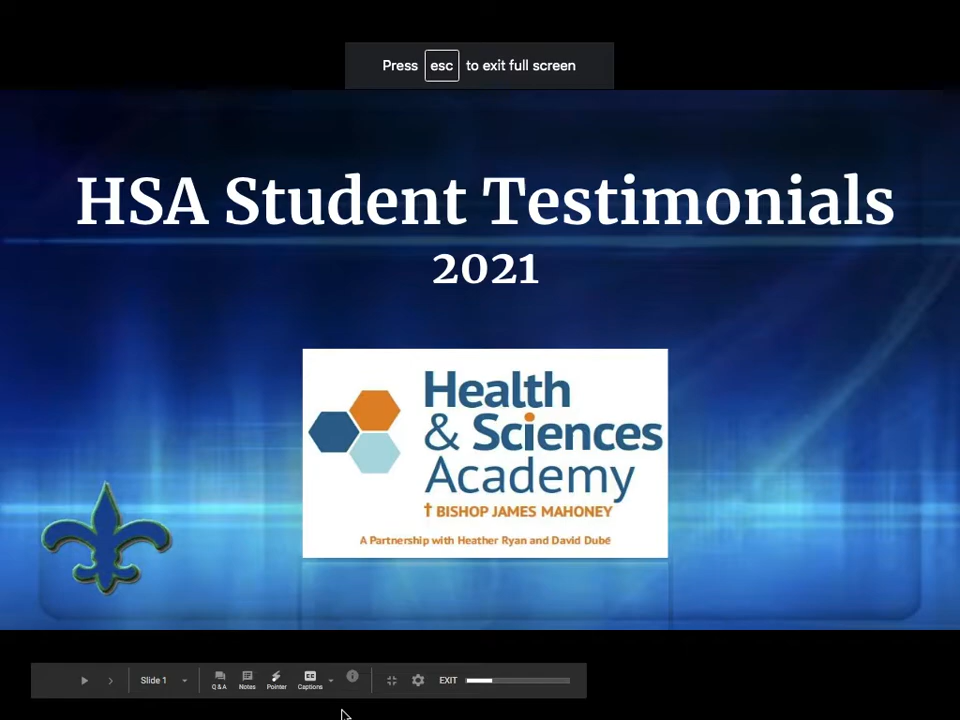 Press esc to exit full screen
HSA Student Testimonials
2021
Health
& Sciences
Academy
† BISHOP JAMES MAHONEY
A Partnership with Heather Ryan and David Dubé
Slide 1 Q&A Notes Pointer Captions EXIT